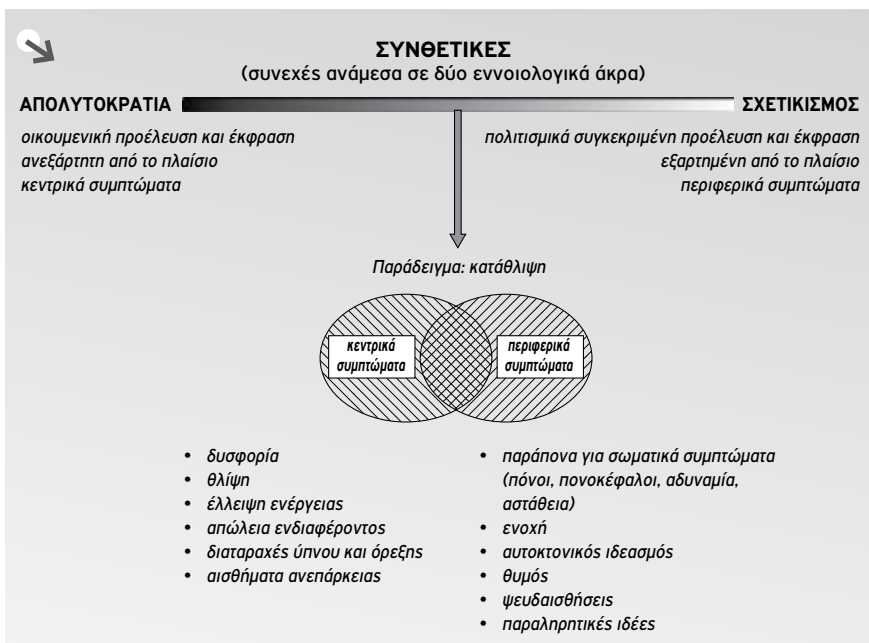 ΣΥΝΘΕΤΙΚΕΣ
(συνεχές ανάμεσα σε δύο εννοιολογικά άκρα)
ΑΠΟΛΥΤΟΚΡΑΤΙΑ
ΣΧΕΤΙΚΙΣΜΟΣ
οικουμενική προέλευση και έκφραση
ανεξάρτητη από το πλαίσιο
κεντρικά συμπτώματα
πολιτισμικά συγκεκριμένη προέλευση και έκφραση
εξαρτημένη από το πλαίσιο
περιφερικά συμπτώματα
Παράδειγμα: κατάθλιψη
κεντρικά
συμπτώματα
περιφερικά
συμπτώματα
• δυσφορία
• θλίψη
• έλλειψη ενέργειας
• απώλεια ενδιαφέροντος
• διαταραχές ύπνου και όρεξης
• αισθήματα ανεπάρκειας
• παράπονα για σωματικά συμπτώματα
(πόνοι, πονοκέφαλοι, αδυναμία,
αστάθεια)
• ενοχή
• αυτοκτονικός ιδεασμός
• θυμός
• ψευδαισθήσεις
• παραληρητικές ιδέες